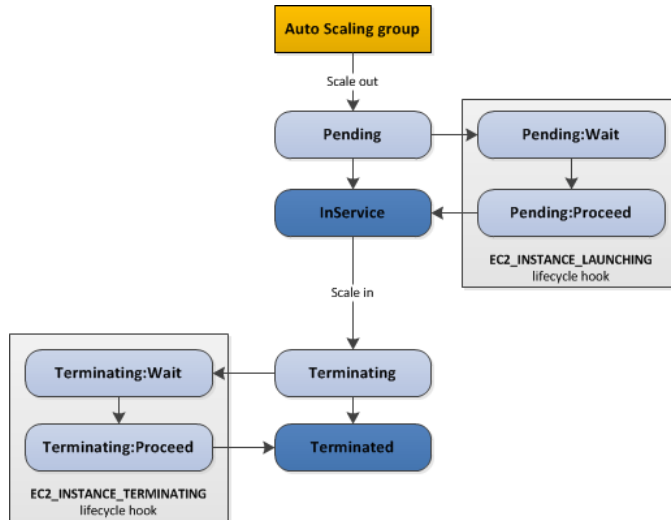 Auto Scaling group
Scale out
Pending
Pending:Wait
InService
Pending:Proceed
EC2_INSTANCE_LAUNCHING
lifecycle hook
Scale in
Terminating:Wait
Terminating
Terminating:Proceed
Terminated
EC2_INSTANCE_TERMINATING
lifecycle hook